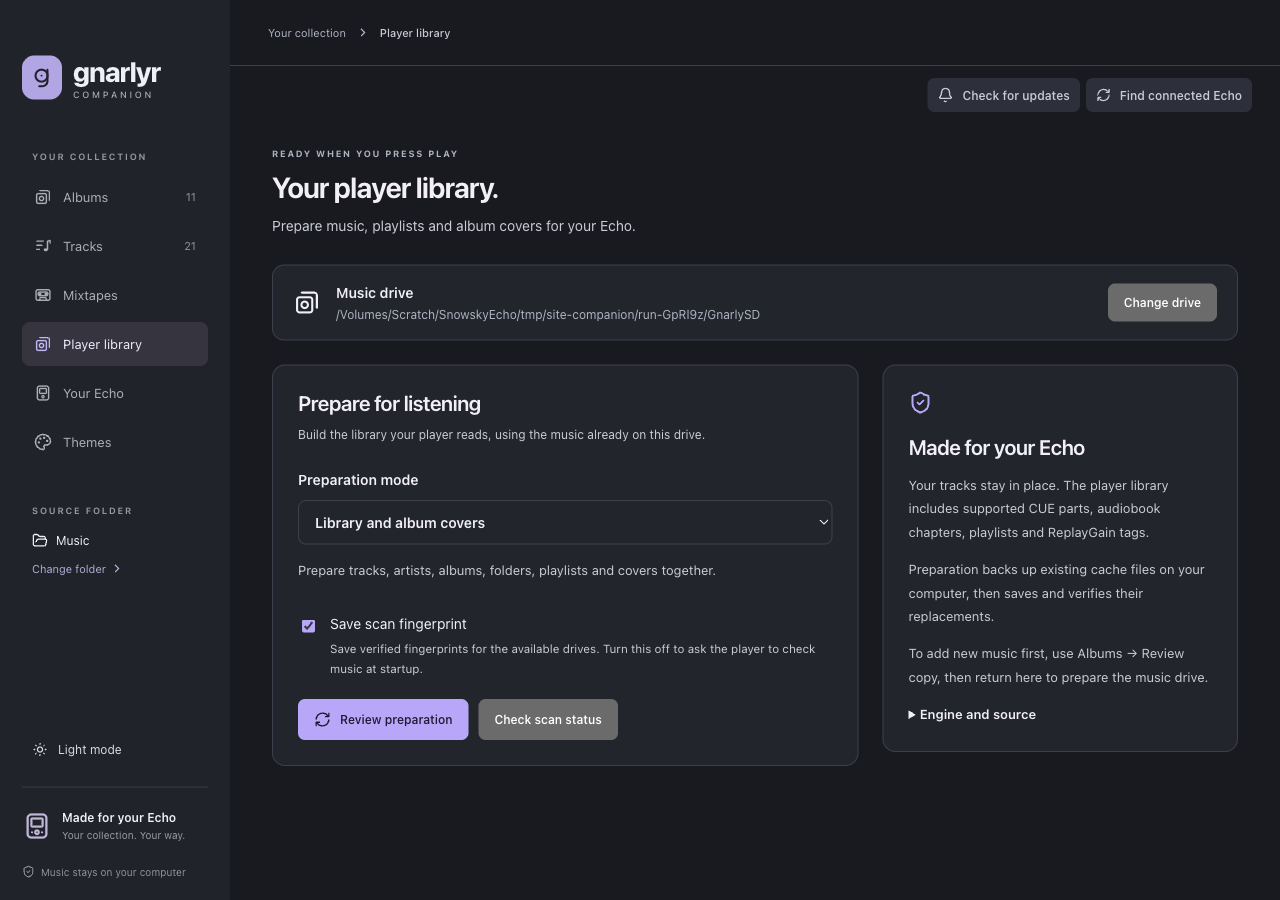 Your collection > Player library
gnarlyr
COMPANION
Check for updates
Find connected Echo
YOUR COLLECTION
Albums 11
Tracks 21
Mixtapes
Player library
Your Echo
Themes
SOURCE FOLDER
Music
Change folder >
Light mode
Made for your Echo
Your collection. Your way.
Music stays on your computer
READY WHEN YOU PRESS PLAY
Your player library.
Prepare music, playlists and album covers for your Echo.
Music drive
/Volumes/Scratch/SnowskyEcho/tmp/site-companion/run-GpRI9z/GnarlySD
Change drive
Prepare for listening
Build the library your player reads, using the music already on this drive.
Preparation mode
Library and album covers
Prepare tracks, artists, albums, folders, playlists and covers together.
Save scan fingerprint
Save verified fingerprints for the available drives. Turn this off to ask the player to check
music at startup.
Review preparation
Check scan status
Made for your Echo
Your tracks stay in place. The player library
includes supported CUE parts, audiobook
chapters, playlists and ReplayGain tags.
Preparation backs up existing cache files on your
computer, then saves and verifies their
replacements.
To add new music first, use Albums → Review
copy, then return here to prepare the music drive.
Engine and source